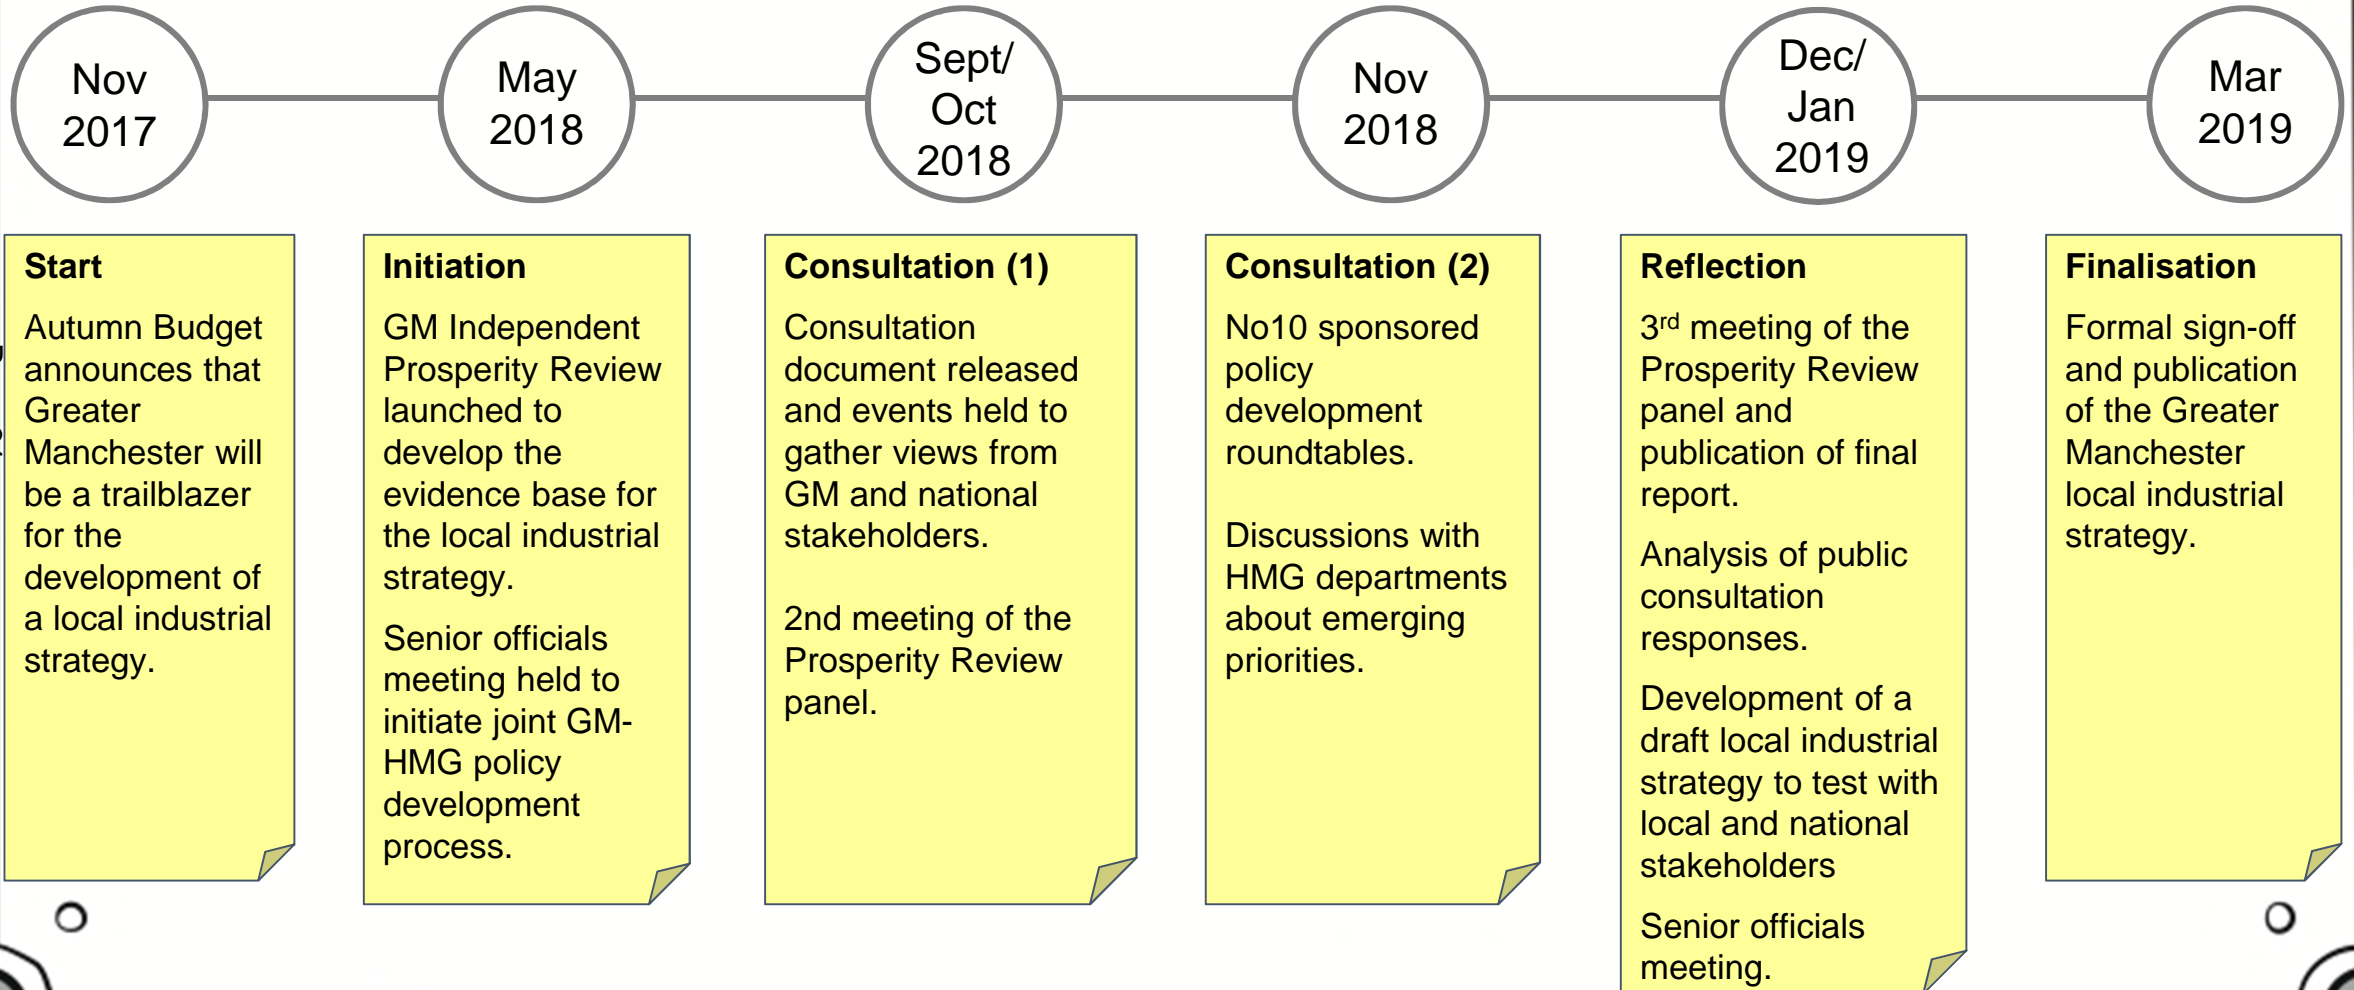 Nov
2017
May
2018
Sept/
Oct
2018
Nov
2018
Dec/
Jan
2019
Mar
2019
Start
Autumn Budget
announces that
Greater
Manchester will
be a trailblazer
for the
development of
a local industrial
strategy.
Initiation
GM Independent
Prosperity Review
launched to
develop the
evidence base for
the local industrial
strategy.
Senior officials
meeting held to
initiate joint GM-
HMG policy
development
process.
Consultation (1)
Consultation
document released
and events held to
gather views from
GM and national
stakeholders.
2nd meeting of the
Prosperity Review
panel.
Consultation (2)
No10 sponsored
policy
development
roundtables.
Discussions with
HMG departments
about emerging
priorities.
Reflection
3rd meeting of the
Prosperity Review
panel and
publication of final
report.
Analysis of public
consultation
responses.
Development of a
draft local industrial
strategy to test with
local and national
stakeholders
Senior officials
meeting.
Finalisation
Formal sign-off
and publication
of the Greater
Manchester
local industrial
strategy.